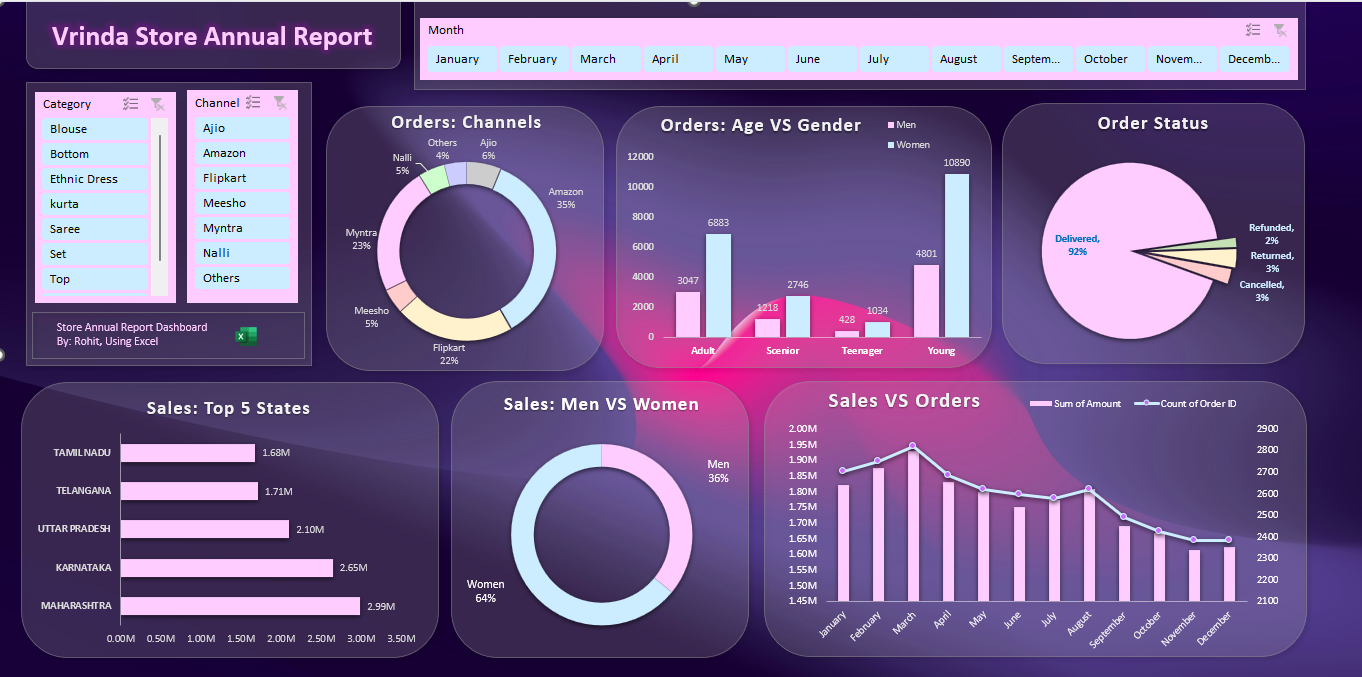 Vrinda Store Annual Report
Month
January February March April May June July August Septem... October Novem... Decemb...
Category
Blouse
Bottom
Ethnic Dress
kurta
Saree
Set
Top
Channel
Ajio
Amazon
Flipkart
Meesho
Myntra
Nalli
Others
Store Annual Report Dashboard
By: Rohit, Using Excel
Orders: Channels
Others
4%
Ajio
6%
Nalli
5%
Amazon
35%
Myntra
23%
Meesho
5%
Flipkart
22%
Orders: Age VS Gender
Men
Women
12000
10000
8000
6000
4000
2000
0
3047
6883
1218
2746
428
1034
4801
10890
Adult Scenior Teenager Young
Order Status
Delivered,
92%
Refunded,
2%
Returned,
3%
Cancelled,
3%
Sales: Top 5 States
TAMIL NADU 1.68M
TELANGANA 1.71M
UTTAR PRADESH 2.10M
KARNATAKA 2.65M
MAHARASHTRA 2.99M
0.00M 0.50M 1.00M 1.50M 2.00M 2.50M 3.00M 3.50M
Sales: Men VS Women
Men
36%
Women
64%
Sales VS Orders
Sum of Amount Count of Order ID
2.00M
1.95M
1.90M
1.85M
1.80M
1.75M
1.70M
1.65M
1.60M
1.55M
1.50M
1.45M
2900
2800
2700
2600
2500
2400
2300
2200
2100
January February March April May June July August September October November December